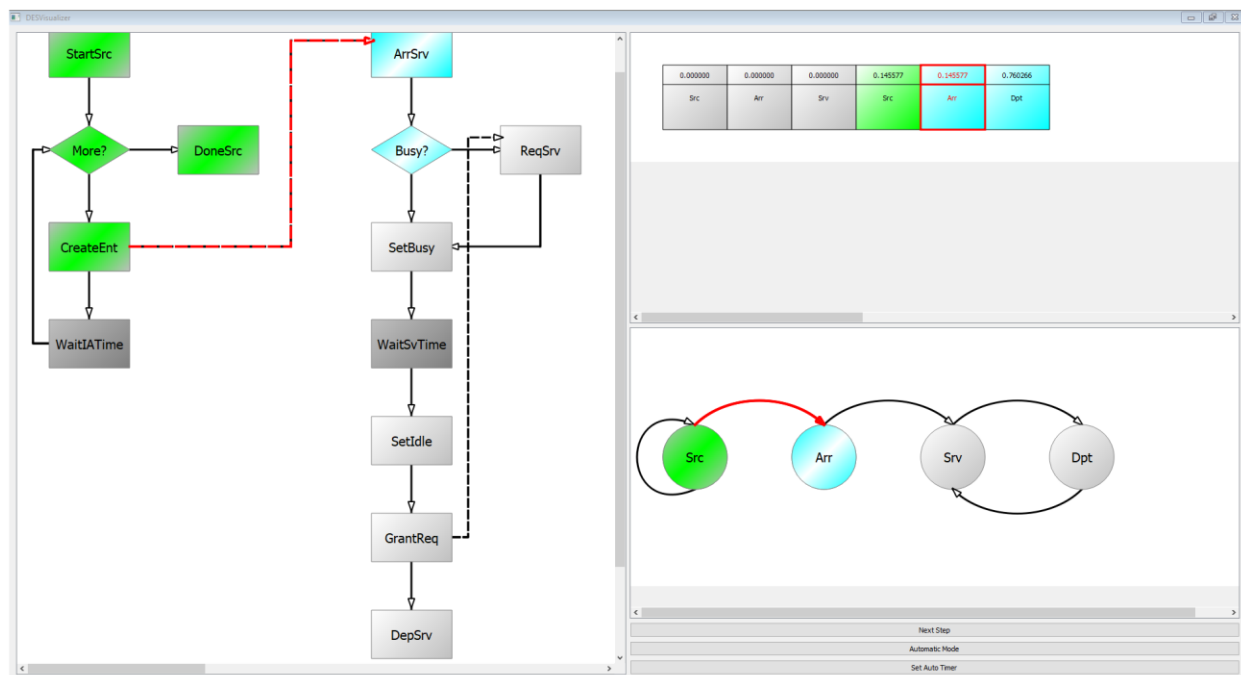 DESVisualizer
StartSrc
ArrSrv
More?
DoneSrc
Busy?
ReqSrv
CreateEnt
SetBusy
WaitIATime
WaitSvTime
SetIdle
GrantReq
DepSrv
0.000000 0.000000 0.000000 0.145577 0.145577 0.760266
Src Arr Srv Src Arr Dpt
Src Arr Srv Dpt
Next Step
Automatic Mode
Set Auto Timer